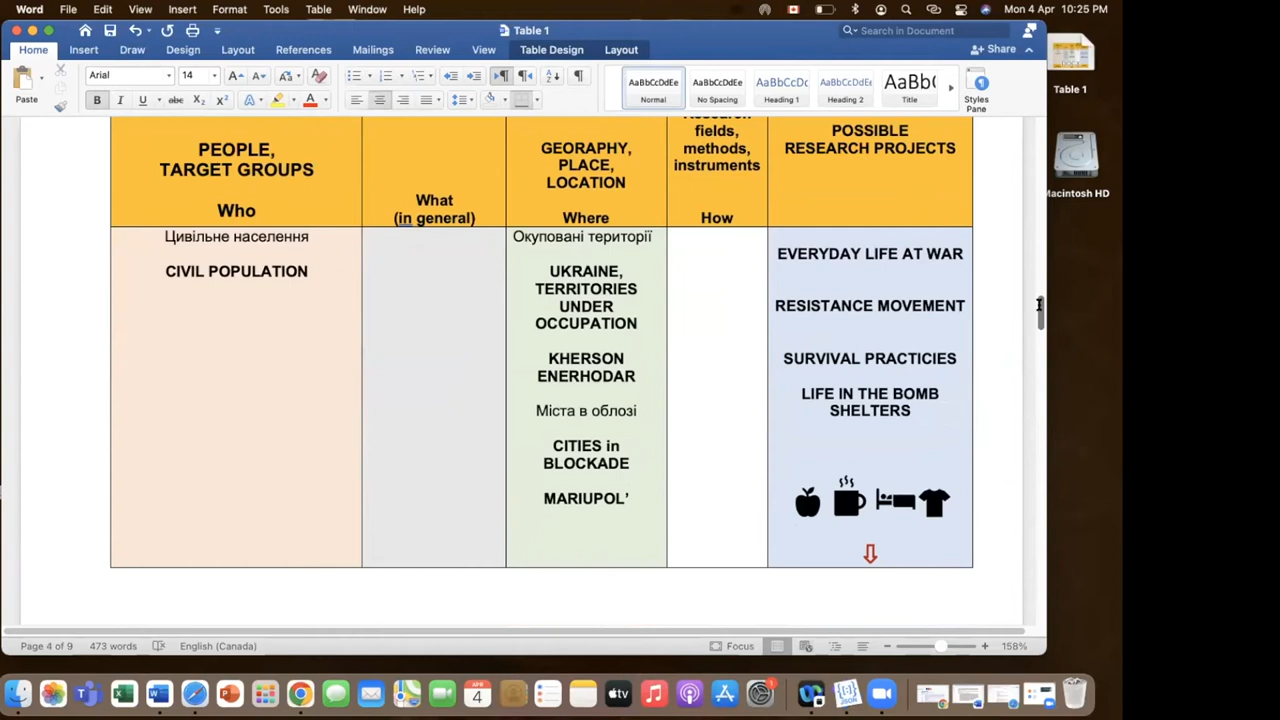 Word File Edit View Insert Format Tools Table Window Help
Mon 4 Apr 10:25 PM
Table 1
Search in Document
Home Insert Draw Design Layout References Mailings Review View Table Design Layout
Share
Paste
Arial
14
AaBbCcDdEe
Normal
AaBbCcDdEe
No Spacing
AaBbCcDc
Heading 1
AaBbCcDdEe
Heading 2
AaBb(
Title
Styles
Pane
Table 1
Macintosh HD
PEOPLE,
TARGET GROUPS
Who
What
(in general)
GEORAPHY,
PLACE,
LOCATION
Where
Research
fields,
methods,
instruments
How
POSSIBLE
RESEARCH PROJECTS
Цивільне населення
CIVIL POPULATION
Окуповані території
UKRAINE,
TERRITORIES
UNDER
OCCUPATION
KHERSON
ENERHODAR
Міста в облозі
CITIES in
BLOCKADE
MARIUPOL’
EVERYDAY LIFE AT WAR
RESISTANCE MOVEMENT
SURVIVAL PRACTICIES
LIFE IN THE BOMB
SHELTERS
Page 4 of 9 473 words English (Canada)
Focus
158%
APR
4
tv
JSON